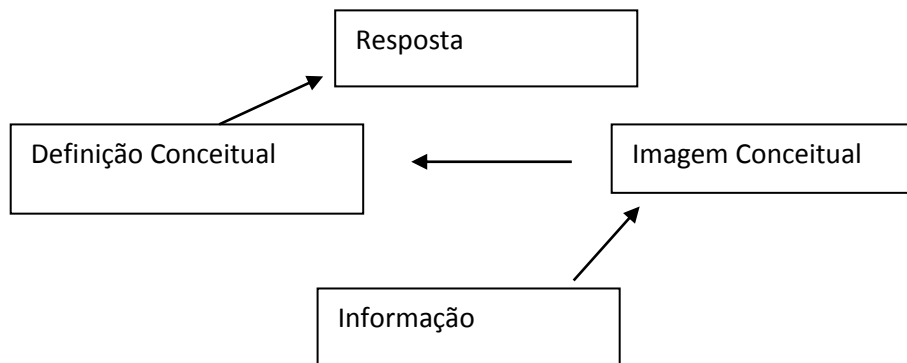 Resposta
Definição Conceitual
Imagem Conceitual
Informação